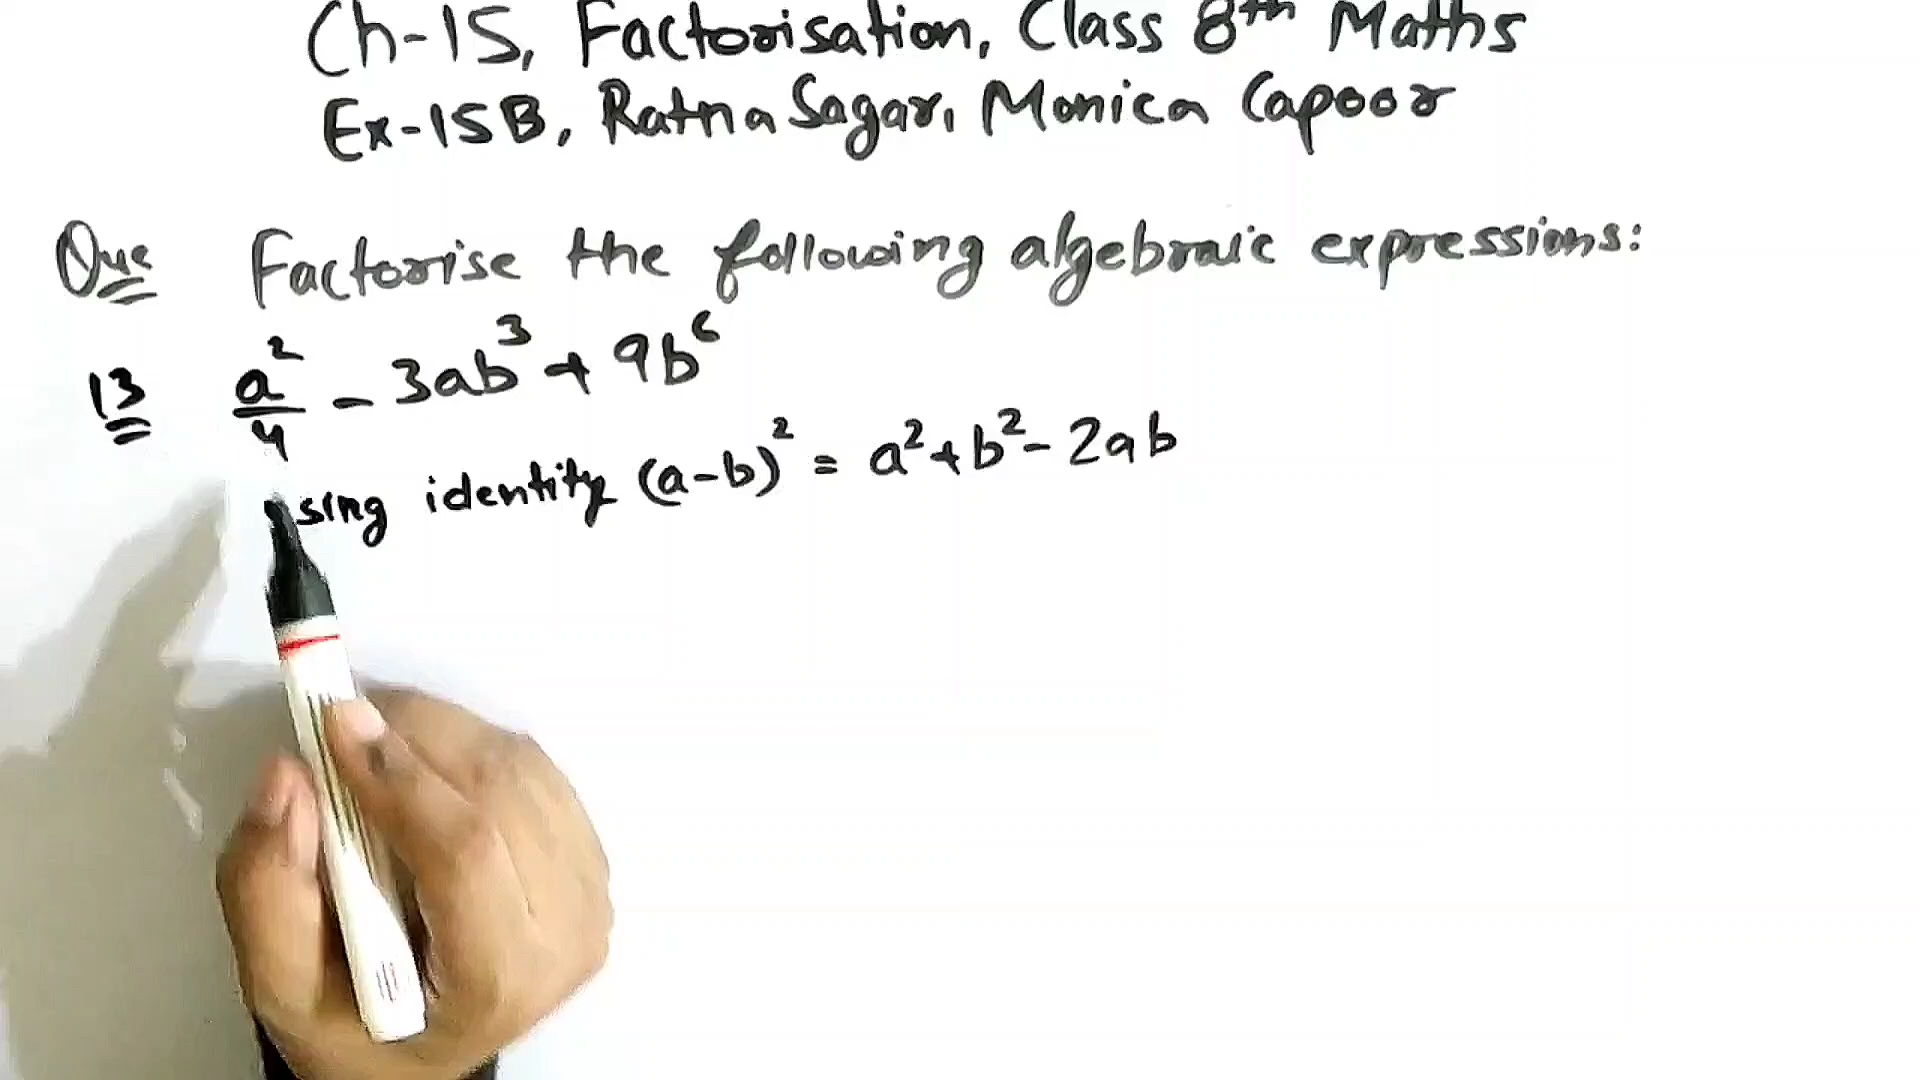 Ch-15, Factorisation, Class 8th Maths
Ex-15B, Ratna Sagar, Monica Capoor
Que Factorise the following algebraic expressions:
13 a²/4 - 3ab³ + 9b⁶
sing identity (a-b)² = a²+b²-2ab